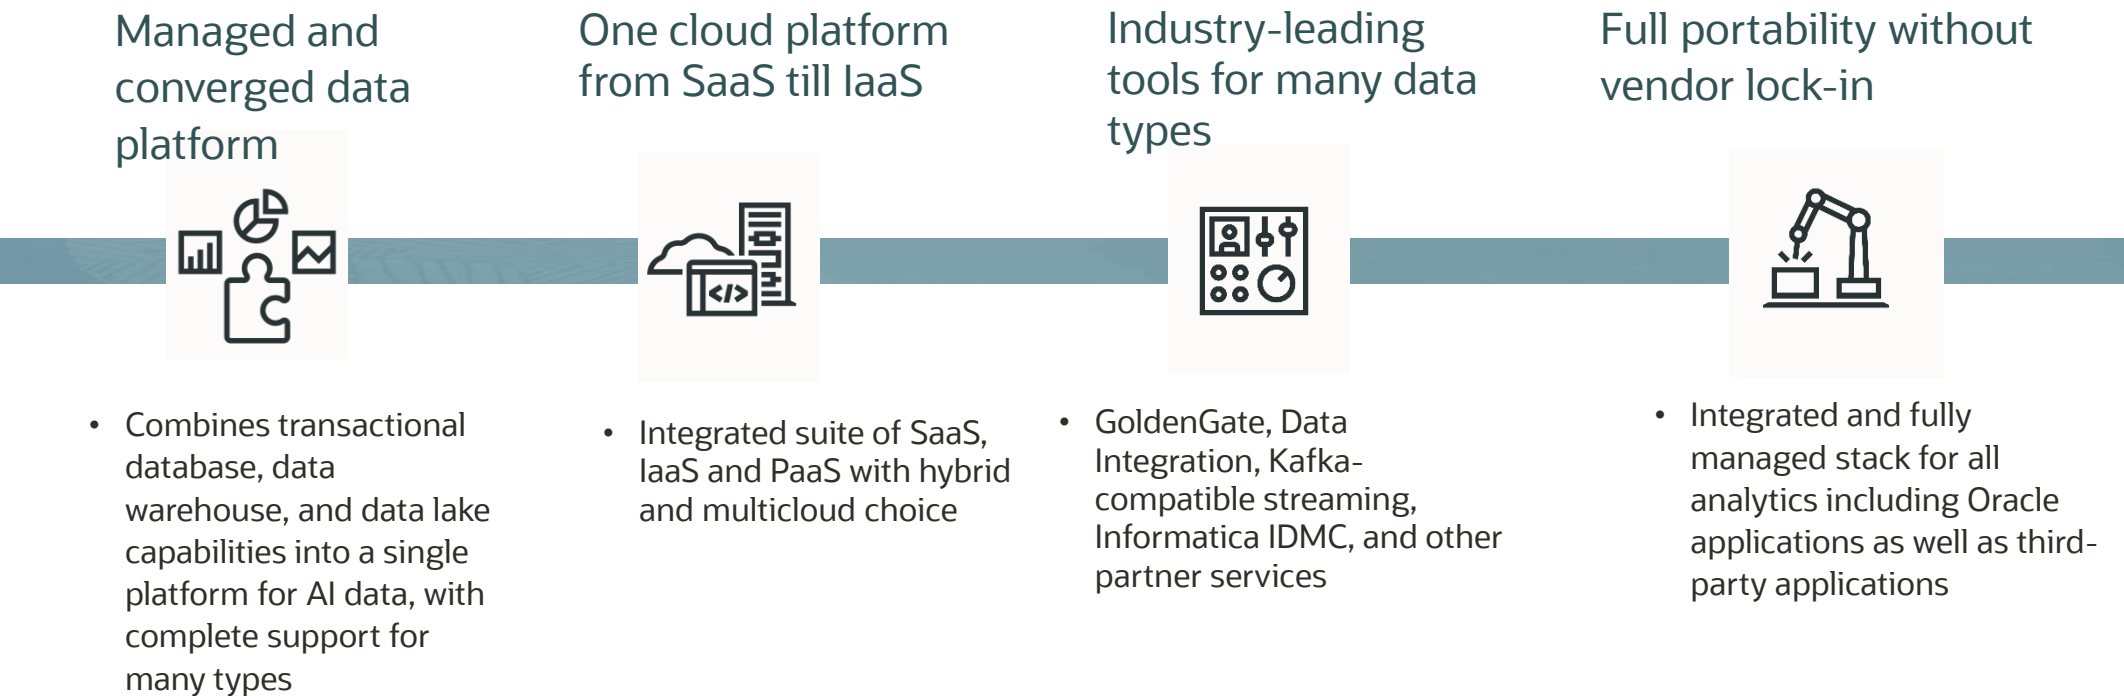 Managed and
converged data
platform
One cloud platform
from SaaS till IaaS
Industry-leading
tools for many data
types
Full portability without
vendor lock-in
</>
• Combines transactional
database, data
warehouse, and data lake
capabilities into a single
platform for AI data, with
complete support for
many types
• Integrated suite of SaaS,
IaaS and PaaS with hybrid
and multicloud choice
• GoldenGate, Data
Integration, Kafka-
compatible streaming,
Informatica IDMC, and other
partner services
• Integrated and fully
managed stack for all
analytics including Oracle
applications as well as third-
party applications